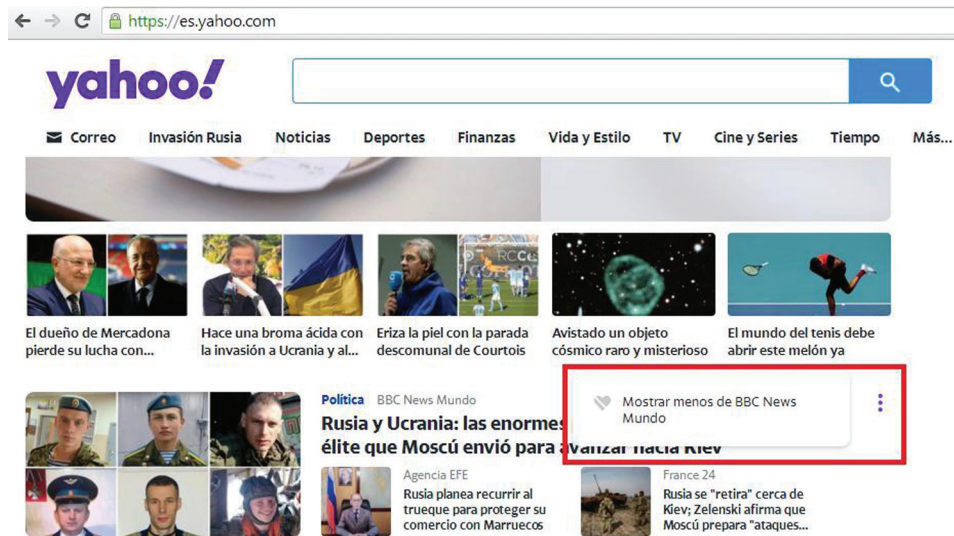 https://es.yahoo.com
yahoo!
Correo Invasión Rusia Noticias Deportes Finanzas Vida y Estilo TV Cine y Series Tiempo Más...
El dueño de Mercadona
pierde su lucha con...
Hace una broma ácida con
la invasión a Ucrania y al...
Eriza la piel con la parada
descomunal de Courtois
Avistado un objeto
cósmico raro y misterioso
El mundo del tenis debe
abrir este melón ya
Política BBC News Mundo
Rusia y Ucrania: las enormes
élite que Moscú envió para avanzar hacia Kiev
Mostrar menos de BBC News
Mundo
Agencia EFE
Rusia planea recurrir al
trueque para proteger su
comercio con Marruecos
France 24
Rusia se "retira" cerca de
Kiev; Zelenski afirma que
Moscú prepara "ataques...